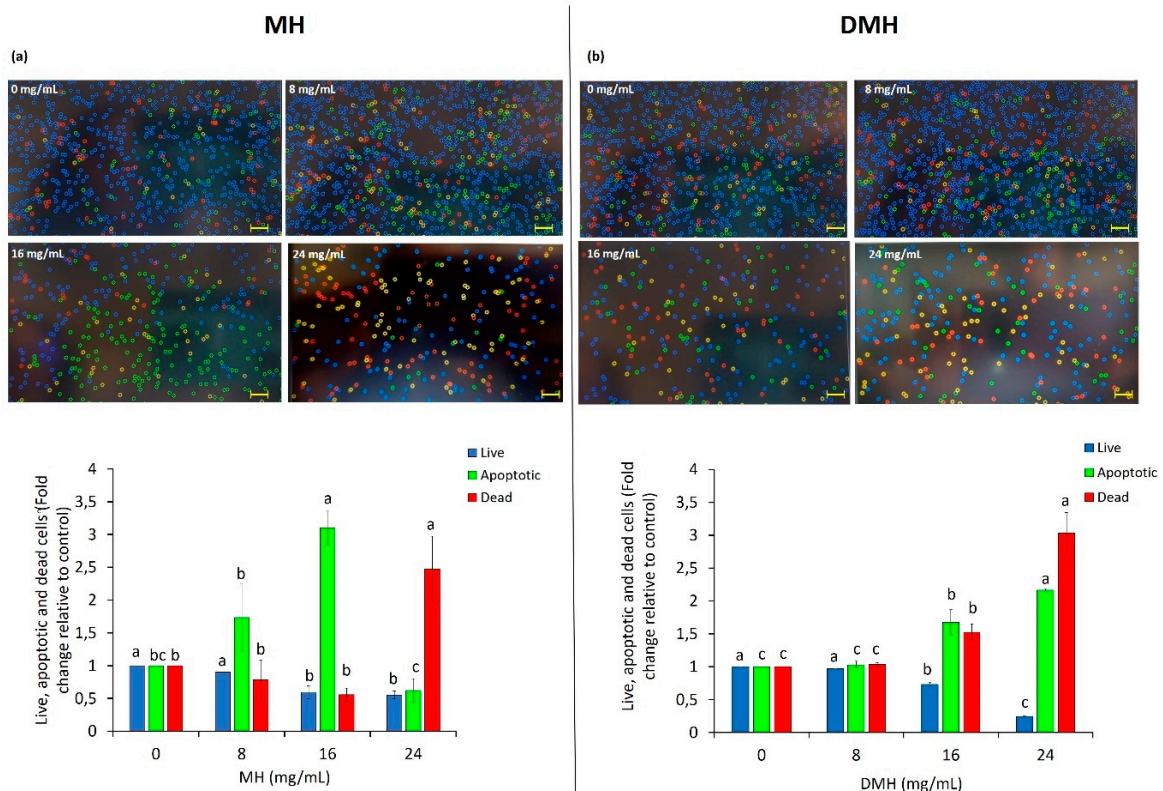 MH
DMH
(a)
(b)
0 mg/mL
8 mg/mL
16 mg/mL
24 mg/mL
0 mg/mL
8 mg/mL
16 mg/mL
24 mg/mL
Live, apoptotic and dead cells (Fold
change relative to control)
4
3,5
3
2,5
2
1,5
1
0,5
0
Live
Apoptotic
Dead
a
bc
b
a
b
b
b
a
b
b
c
a
0
8
16
24
MH (mg/mL)
Live, apoptotic and dead cells (Fold
change relative to control)
4
3,5
3
2,5
2
1,5
1
0,5
0
Live
Apoptotic
Dead
a
c
c
a
c
c
b
b
b
c
a
a
0
8
16
24
DMH (mg/mL)